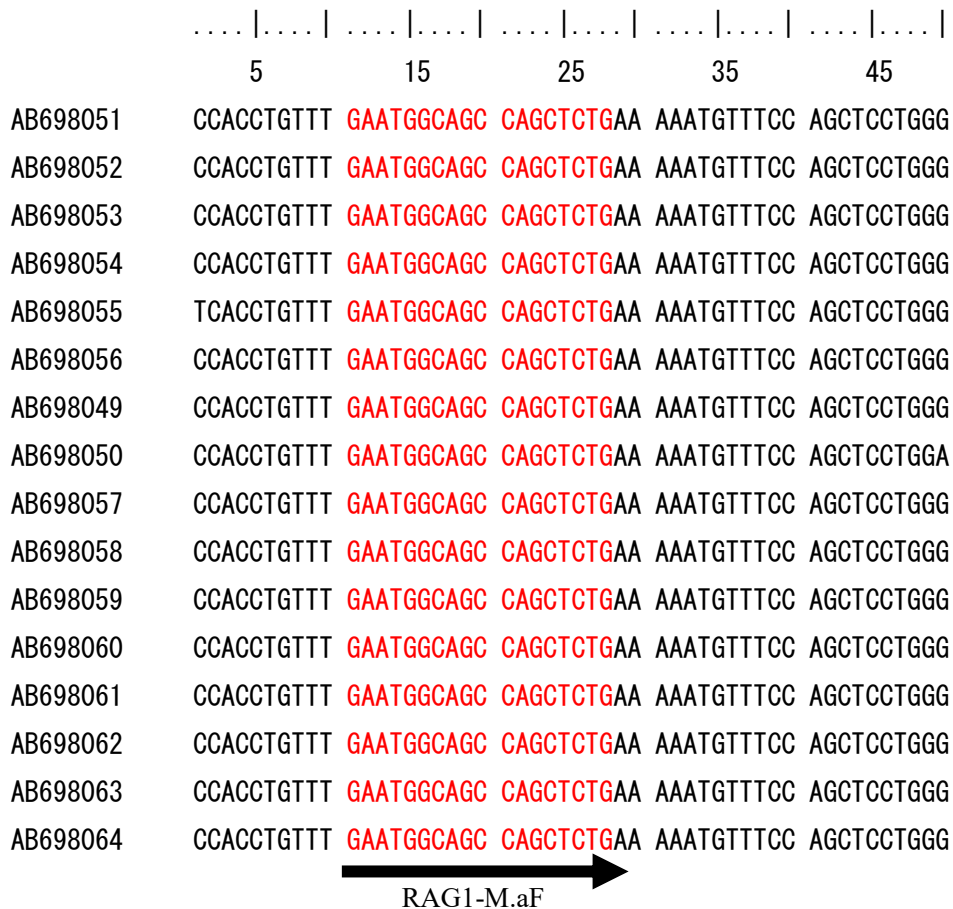 ....|....| ....|....| ....|....| ....|....| ....|....|
5 15 25 35 45
AB698051 CCACCTGTTT GAATGGCAGC CAGCTCTGAA AAATGTTTCC AGCTCCTGGG
AB698052 CCACCTGTTT GAATGGCAGC CAGCTCTGAA AAATGTTTCC AGCTCCTGGG
AB698053 CCACCTGTTT GAATGGCAGC CAGCTCTGAA AAATGTTTCC AGCTCCTGGG
AB698054 CCACCTGTTT GAATGGCAGC CAGCTCTGAA AAATGTTTCC AGCTCCTGGG
AB698055 TCACCTGTTT GAATGGCAGC CAGCTCTGAA AAATGTTTCC AGCTCCTGGG
AB698056 CCACCTGTTT GAATGGCAGC CAGCTCTGAA AAATGTTTCC AGCTCCTGGG
AB698049 CCACCTGTTT GAATGGCAGC CAGCTCTGAA AAATGTTTCC AGCTCCTGGG
AB698050 CCACCTGTTT GAATGGCAGC CAGCTCTGAA AAATGTTTCC AGCTCCTGGA
AB698057 CCACCTGTTT GAATGGCAGC CAGCTCTGAA AAATGTTTCC AGCTCCTGGG
AB698058 CCACCTGTTT GAATGGCAGC CAGCTCTGAA AAATGTTTCC AGCTCCTGGG
AB698059 CCACCTGTTT GAATGGCAGC CAGCTCTGAA AAATGTTTCC AGCTCCTGGG
AB698060 CCACCTGTTT GAATGGCAGC CAGCTCTGAA AAATGTTTCC AGCTCCTGGG
AB698061 CCACCTGTTT GAATGGCAGC CAGCTCTGAA AAATGTTTCC AGCTCCTGGG
AB698062 CCACCTGTTT GAATGGCAGC CAGCTCTGAA AAATGTTTCC AGCTCCTGGG
AB698063 CCACCTGTTT GAATGGCAGC CAGCTCTGAA AAATGTTTCC AGCTCCTGGG
AB698064 CCACCTGTTT GAATGGCAGC CAGCTCTGAA AAATGTTTCC AGCTCCTGGG
RAG1-M.aF